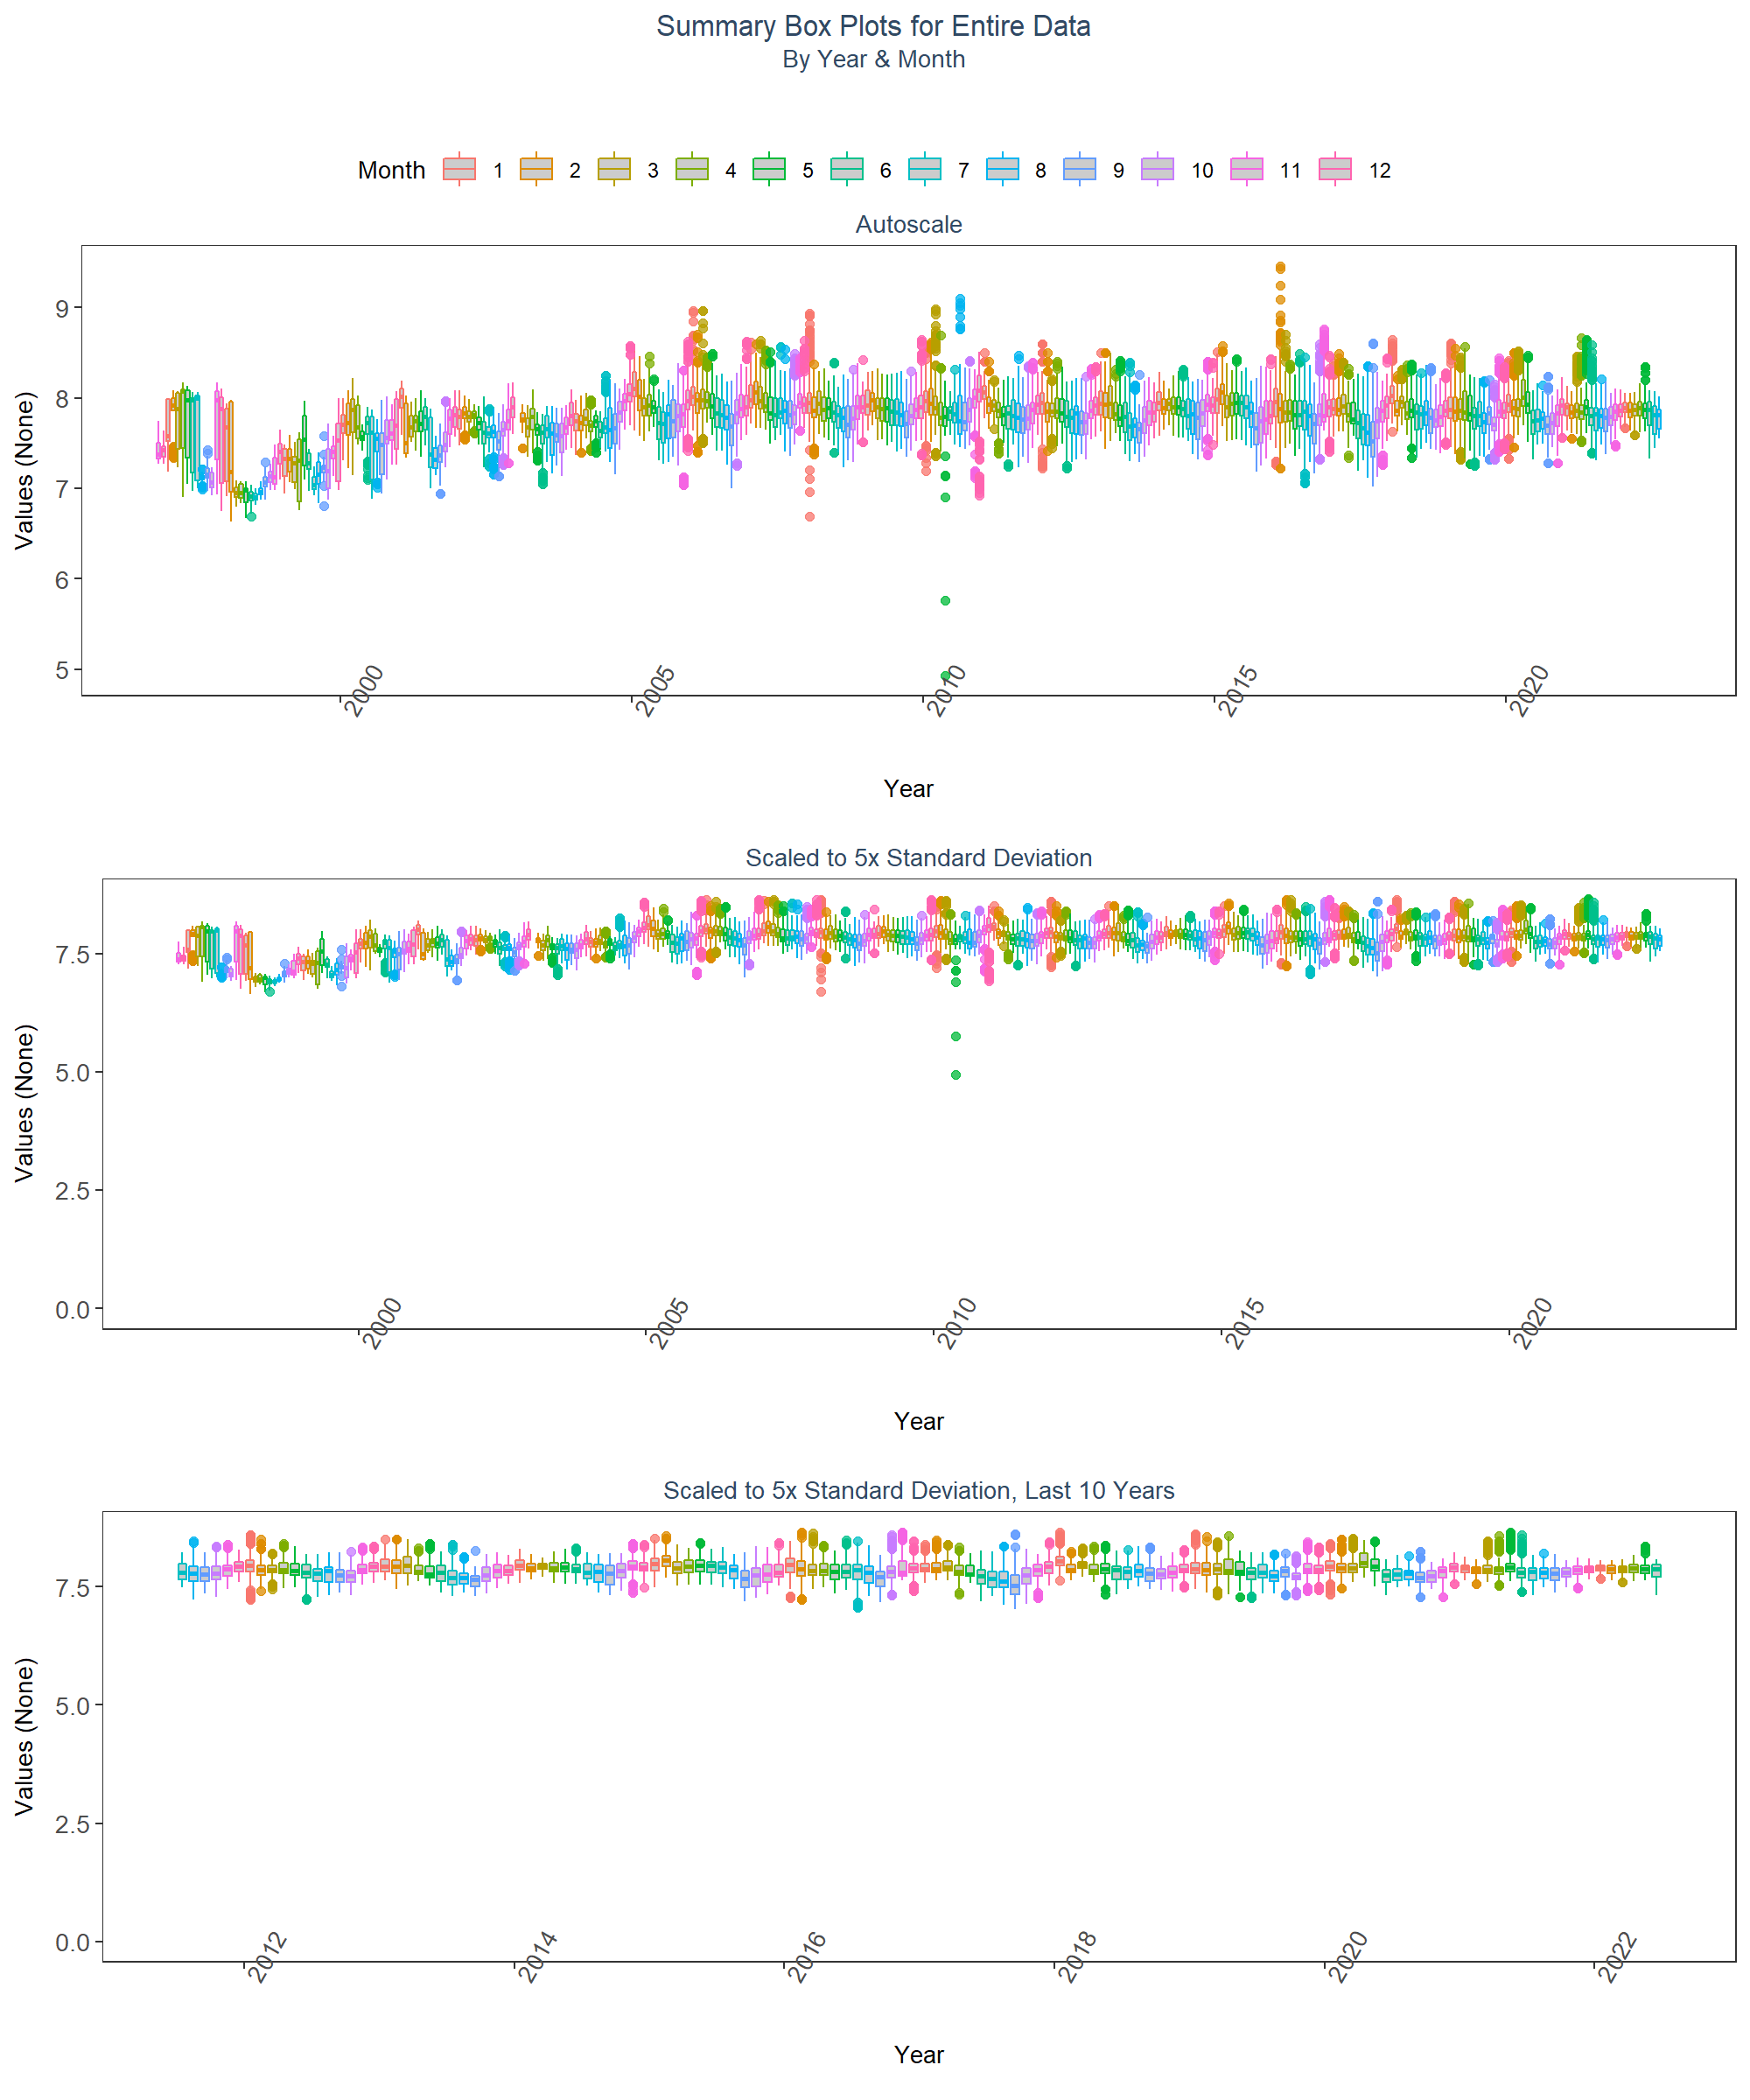 Summary Box Plots for Entire Data
By Year & Month
Month 1 2 3 4 5 6 7 8 9 10 11 12
Autoscale
Values (None)
9
8
7
6
5
2000 2005 2010 2015 2020
Year
Scaled to 5x Standard Deviation
Values (None)
7.5
5.0
2.5
0.0
2000 2005 2010 2015 2020
Year
Scaled to 5x Standard Deviation, Last 10 Years
Values (None)
7.5
5.0
2.5
0.0
2012 2014 2016 2018 2020 2022
Year